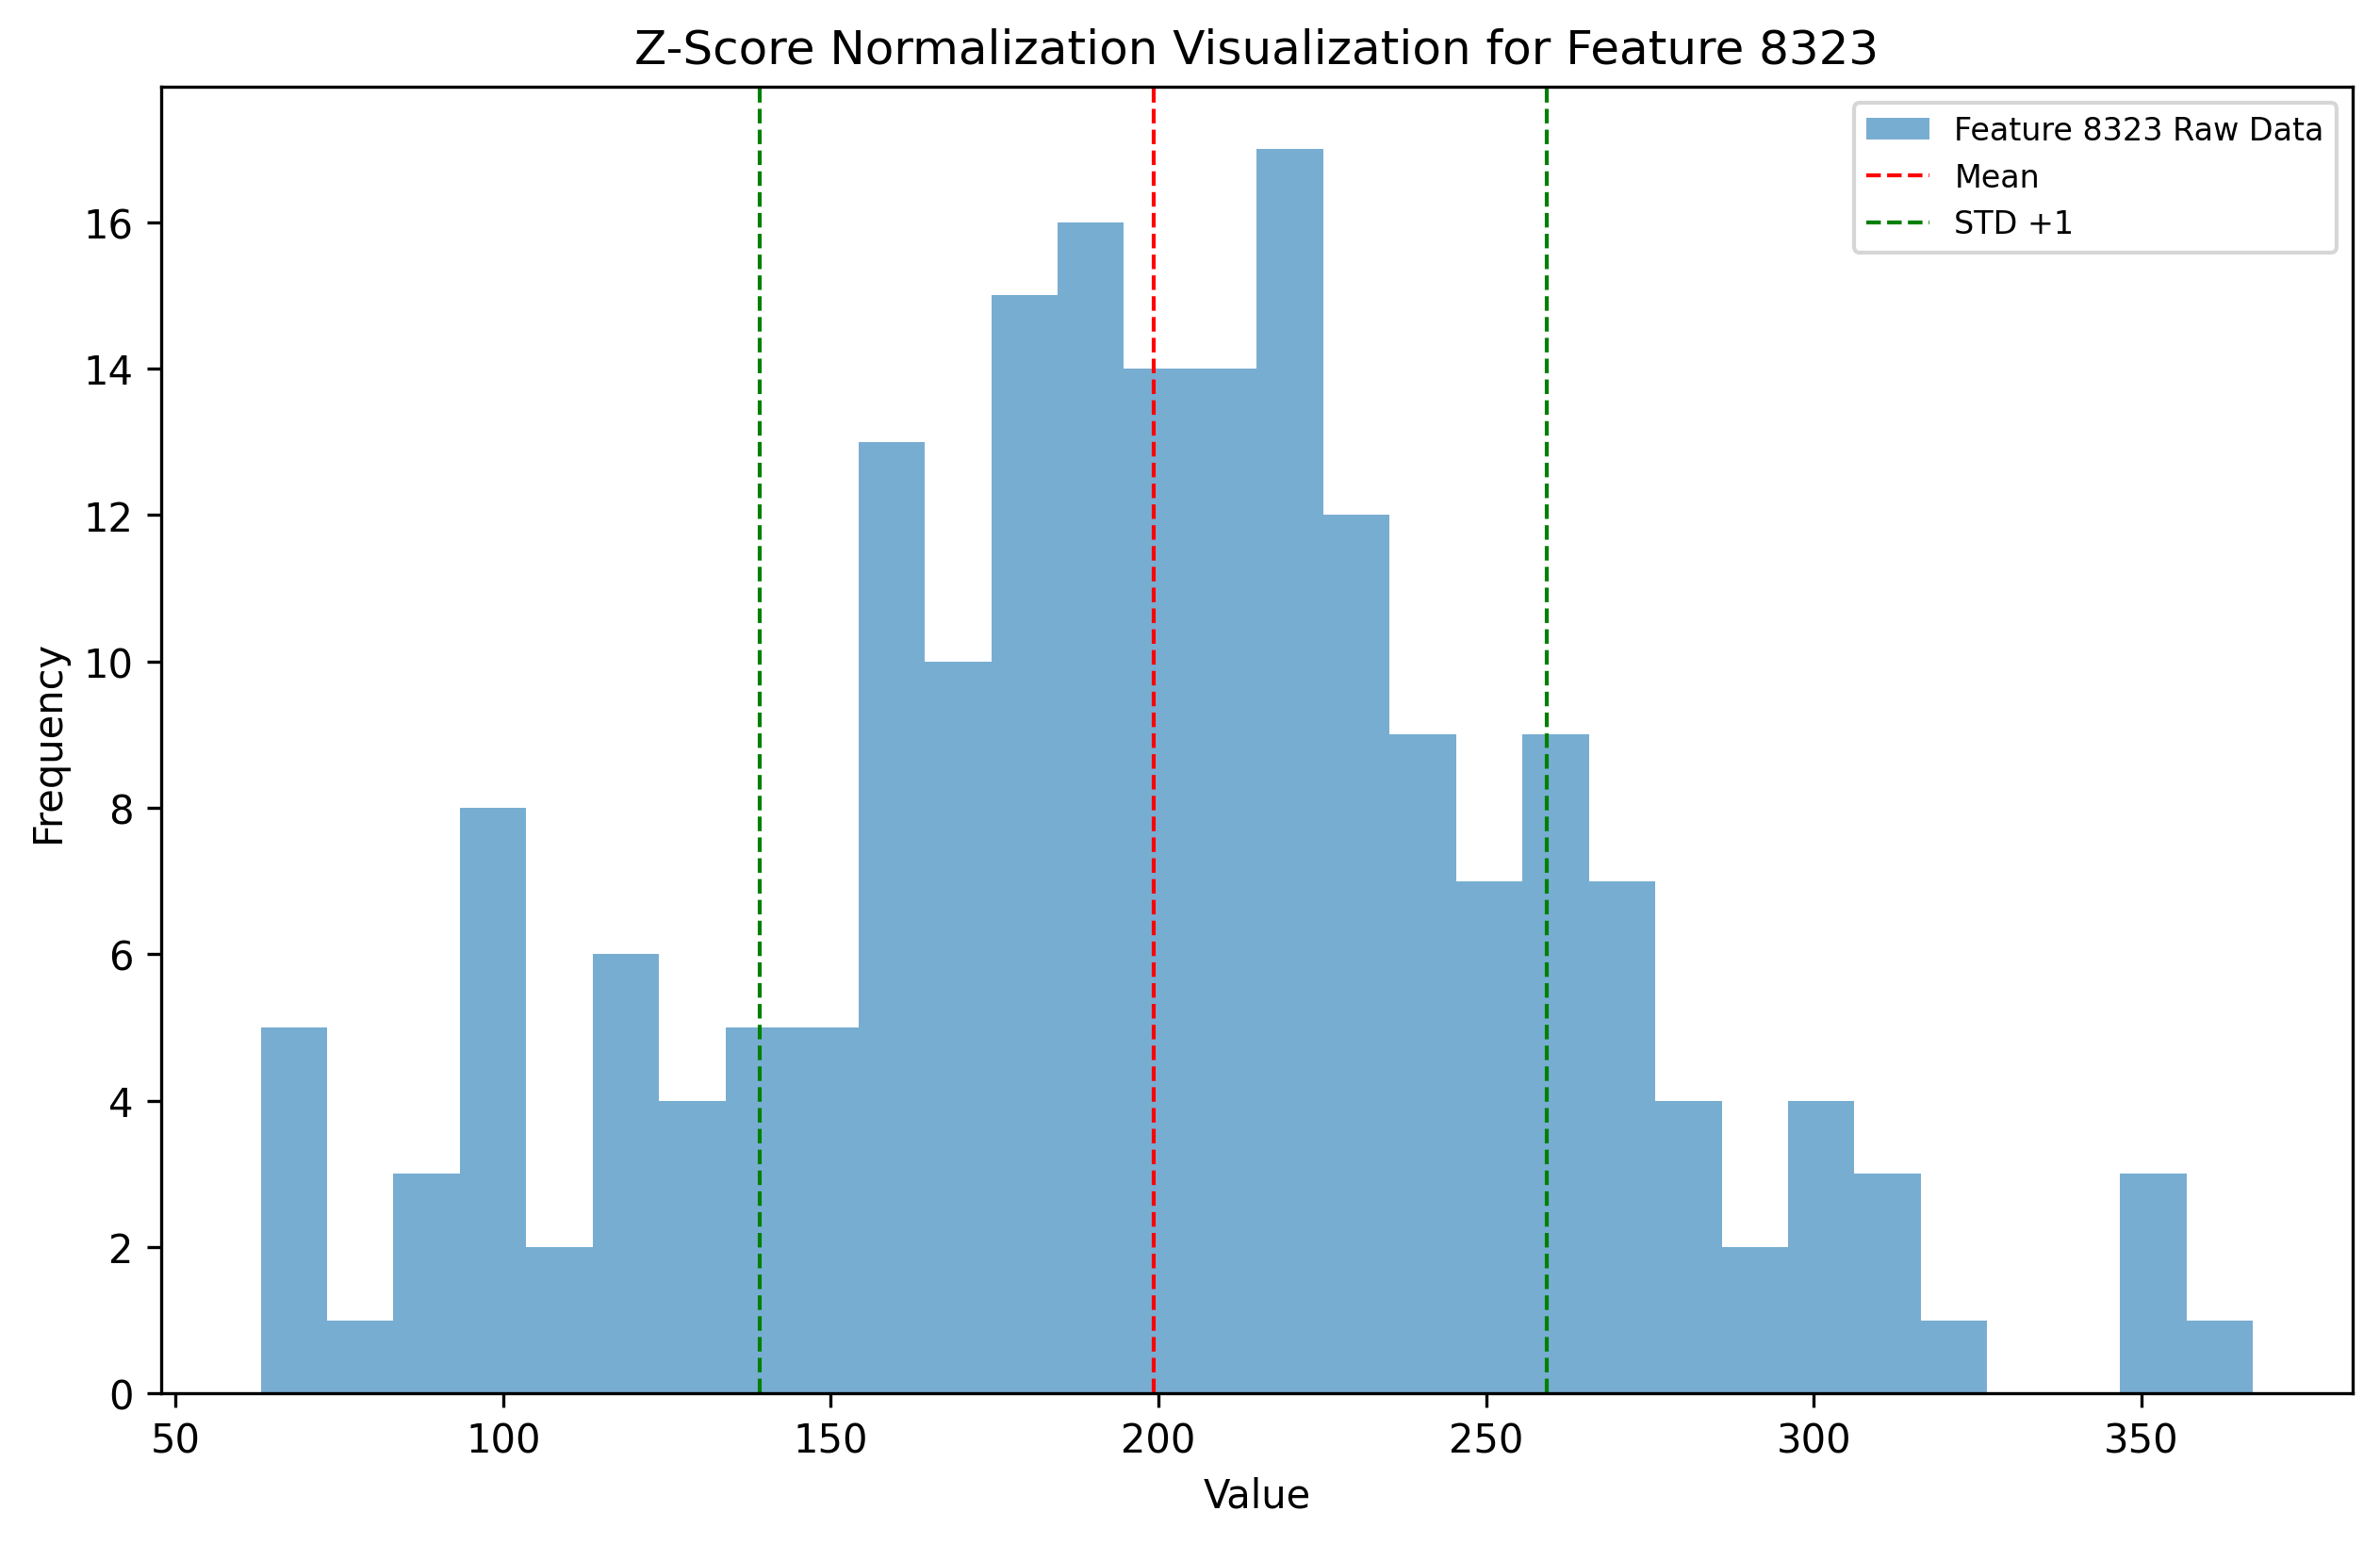 Z-Score Normalization Visualization for Feature 8323
Feature 8323 Raw Data
Mean
STD +1
Frequency
16
14
12
10
8
6
4
2
0
50 100 150 200 250 300 350
Value